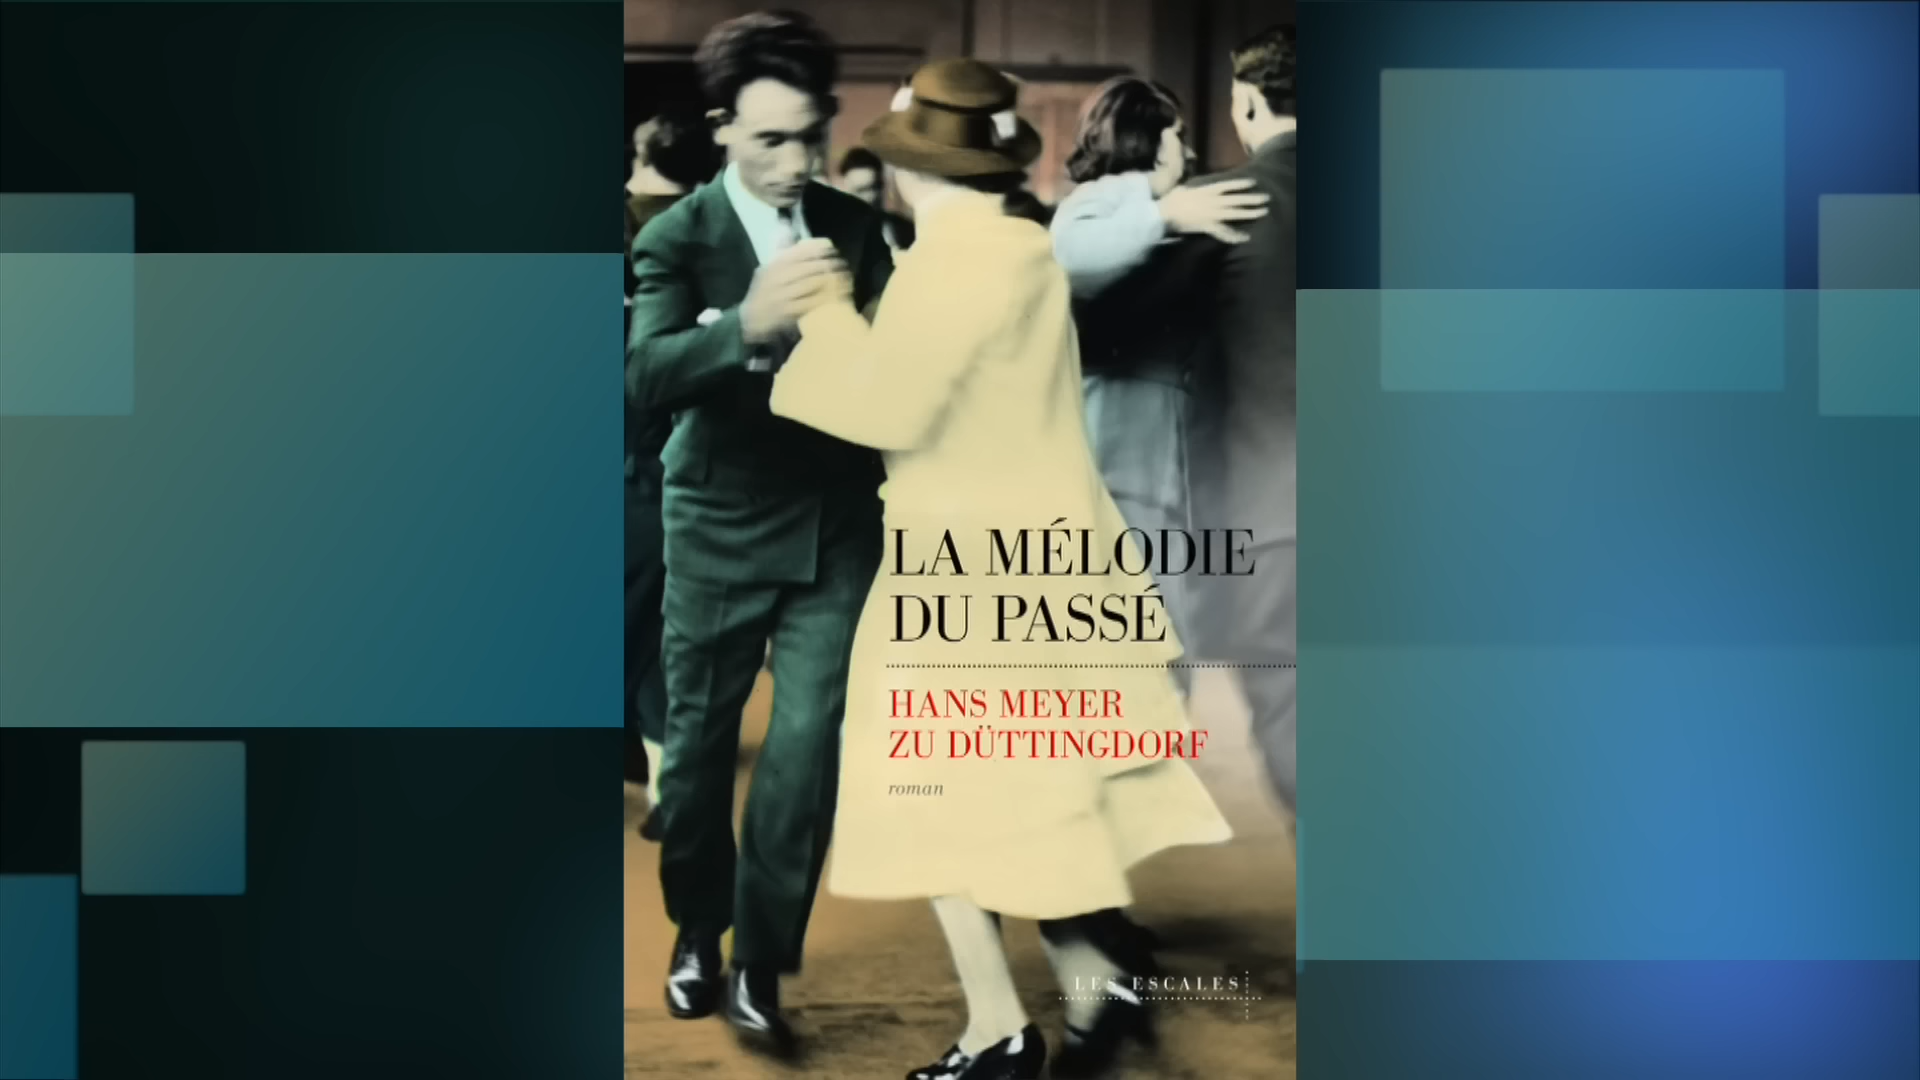 LA MÉLODIE
DU PASSÉ
HANS MEYER
ZU DÜTTINGDORF
roman
LES ESCALES